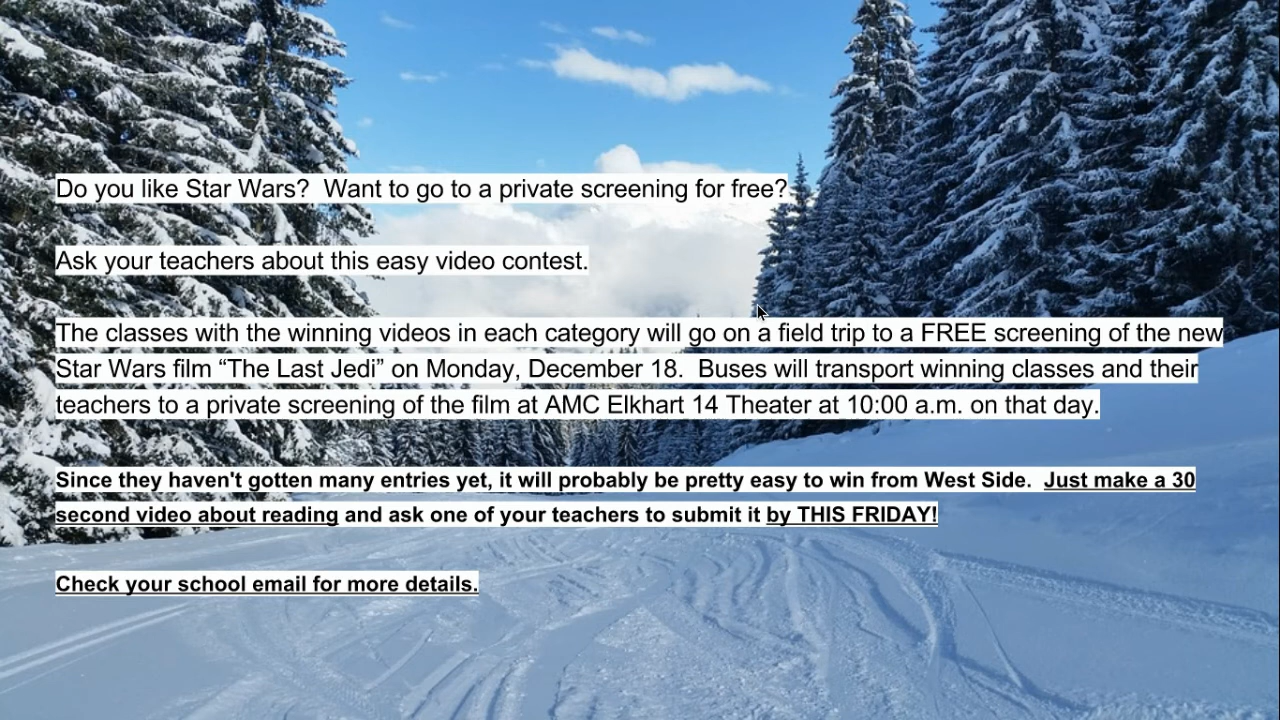 Do you like Star Wars?  Want to go to a private screening for free?
Ask your teachers about this easy video contest.
The classes with the winning videos in each category will go on a field trip to a FREE screening of the new
Star Wars film “The Last Jedi” on Monday, December 18.  Buses will transport winning classes and their
teachers to a private screening of the film at AMC Elkhart 14 Theater at 10:00 a.m. on that day.
Since they haven't gotten many entries yet, it will probably be pretty easy to win from West Side.  Just make a 30
second video about reading and ask one of your teachers to submit it by THIS FRIDAY!
Check your school email for more details.